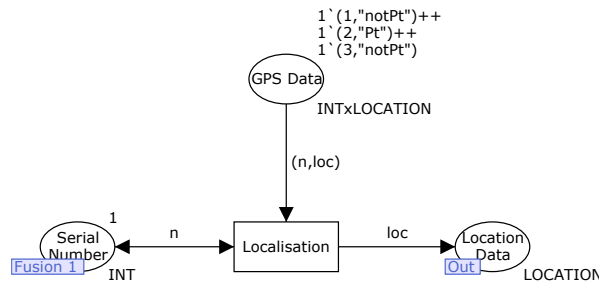 1`(1,"notPt")++
1`(2,"Pt")++
1`(3,"notPt")
GPS Data
INTxLOCATION
(n,loc)
1
Serial
Number
Fusion 1
INT
n
Localisation
loc
Location
Data
Out
LOCATION